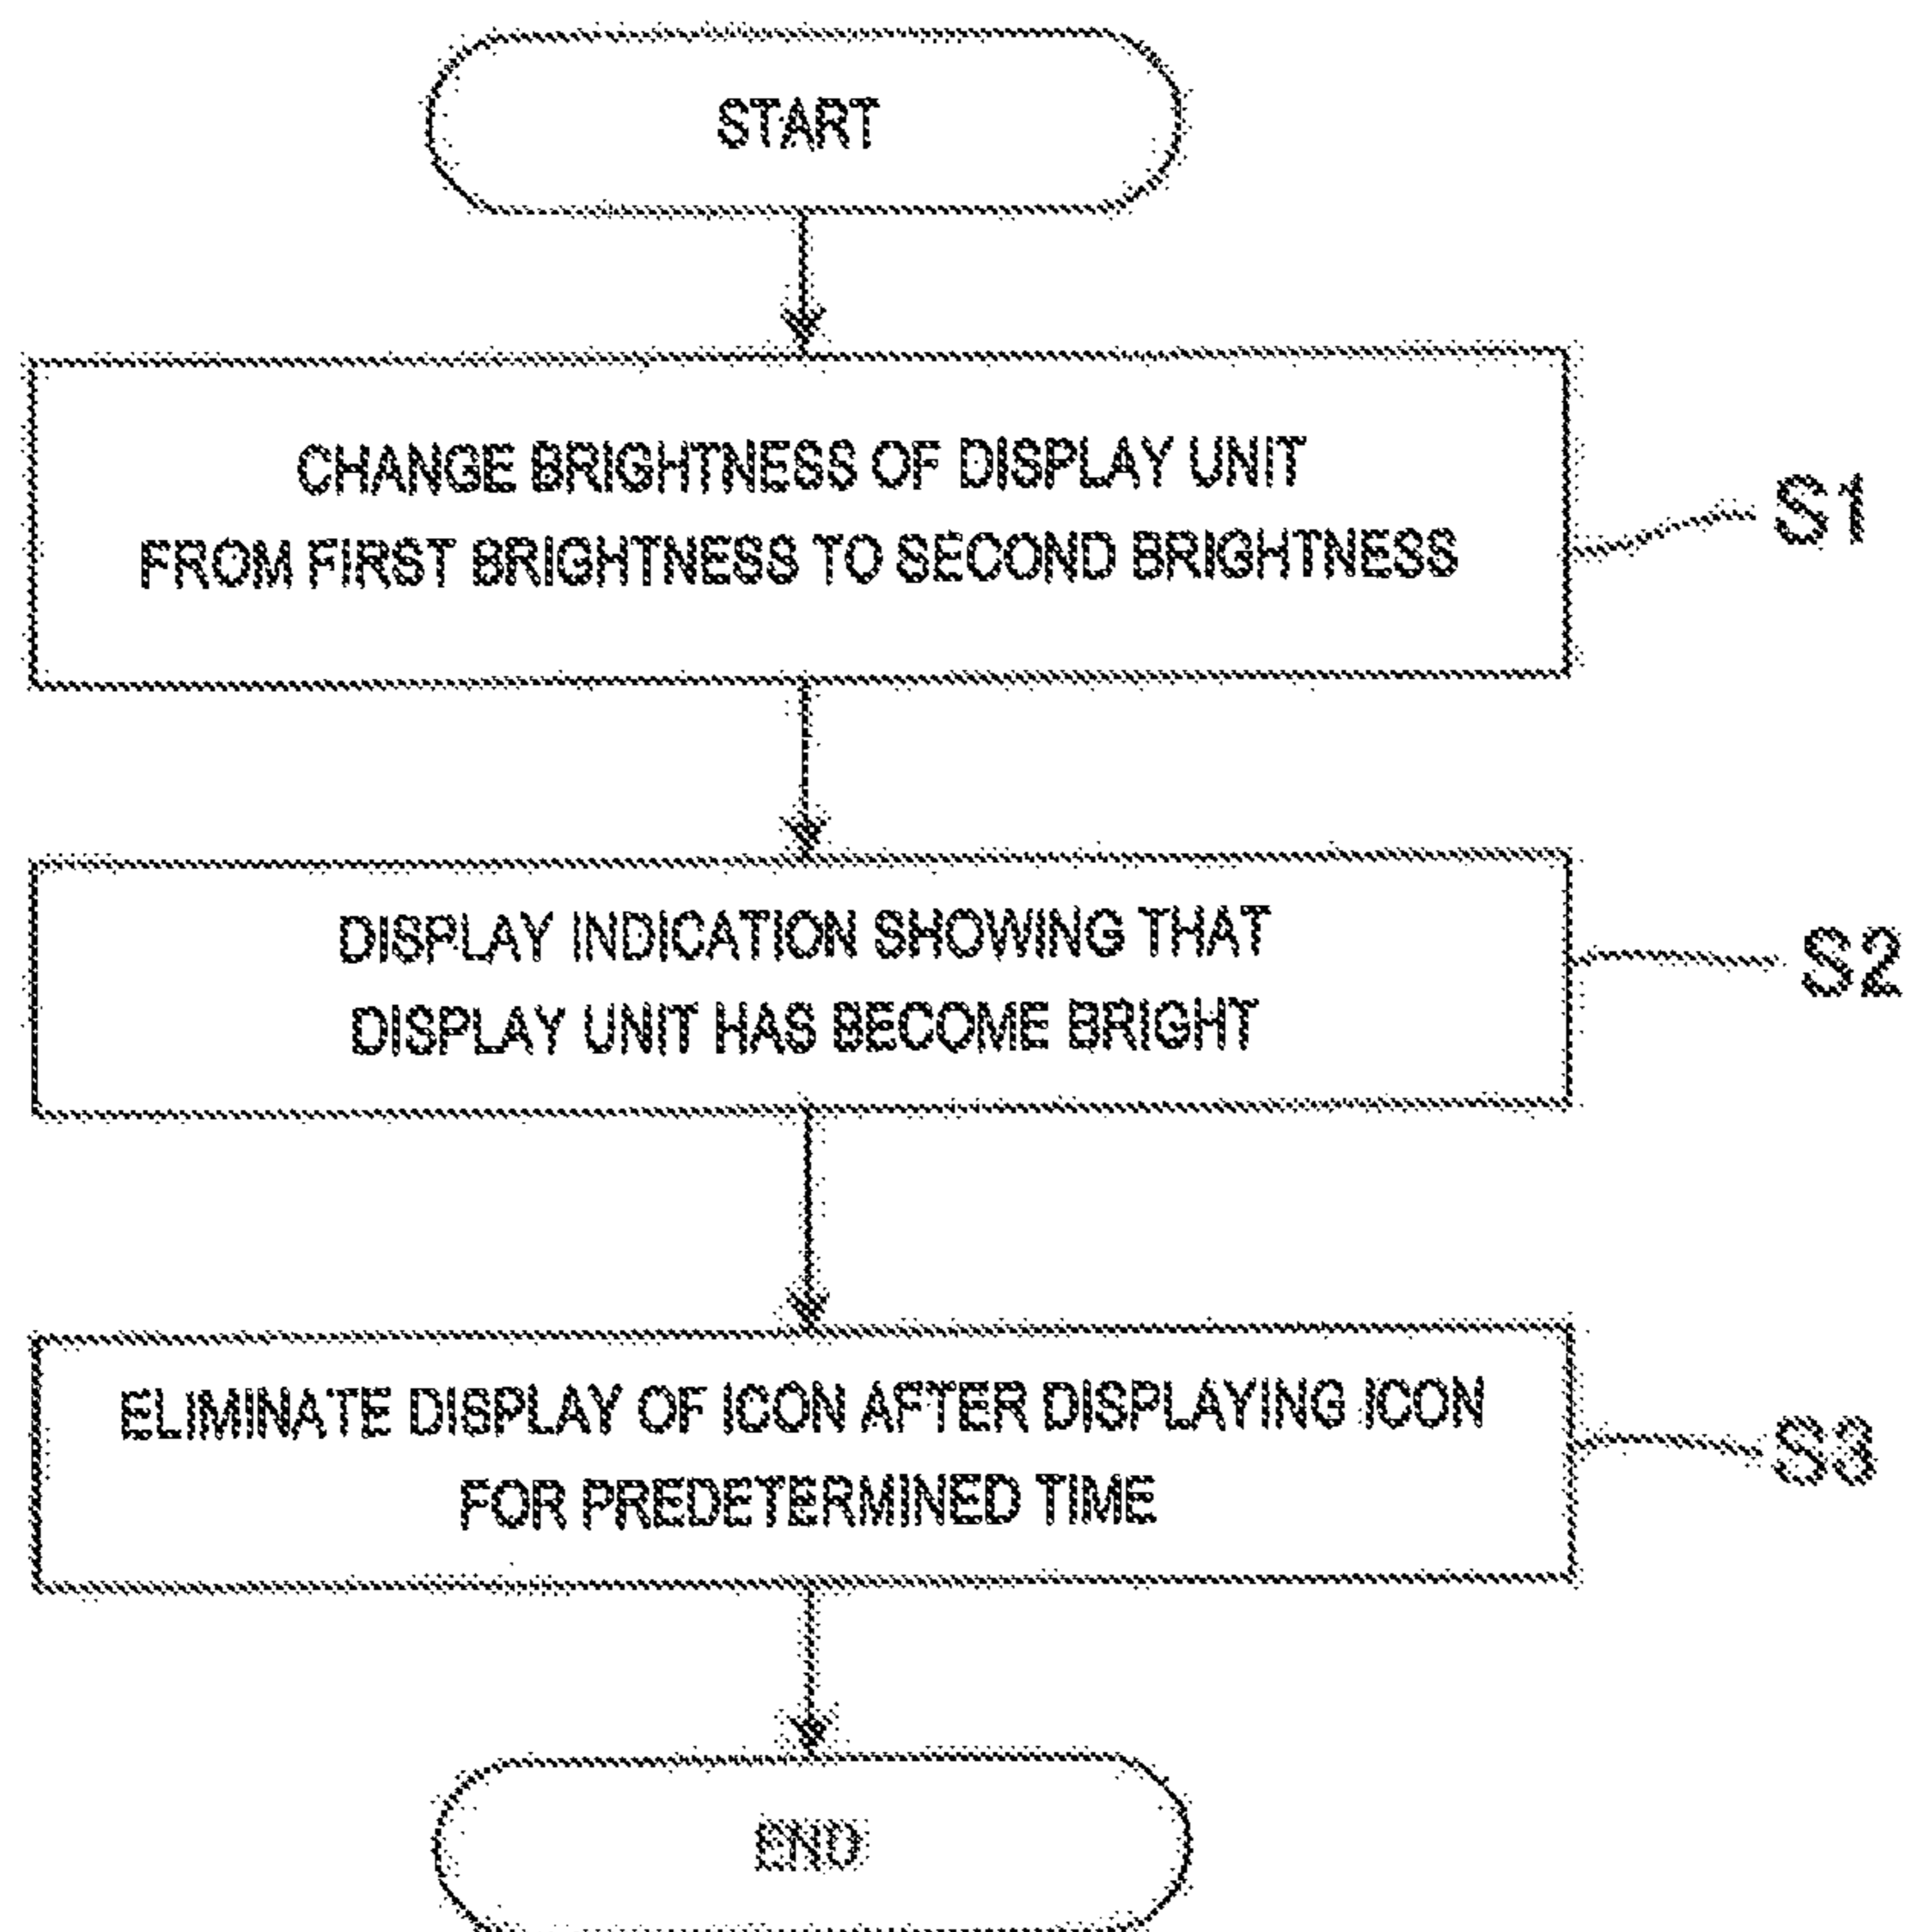 START
CHANGE BRIGHTNESS OF DISPLAY UNIT
FROM FIRST BRIGHTNESS TO SECOND BRIGHTNESS
S1
DISPLAY INDICATION SHOWING THAT
DISPLAY UNIT HAS BECOME BRIGHT
S2
ELIMINATE DISPLAY OF ICON AFTER DISPLAYING ICON
FOR PREDETERMINED TIME
S3
END